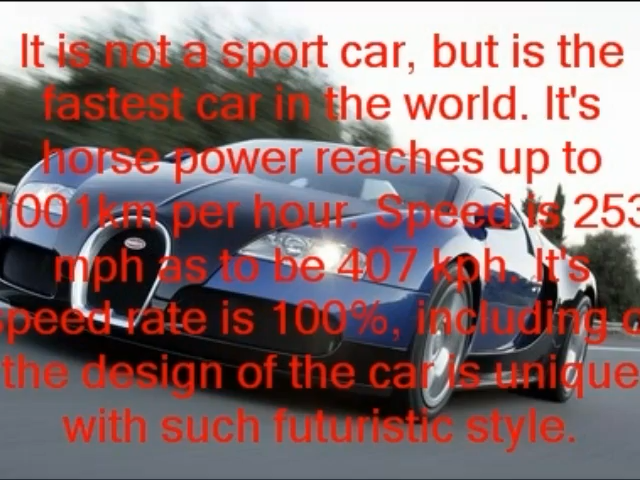 It is not a sport car, but is the
fastest car in the world. It's
horse power reaches up to
1001km per hour. Speed is 253
mph as to be 407 kph. It's
speed rate is 100%, including o
the design of the car is unique
with such futuristic style.